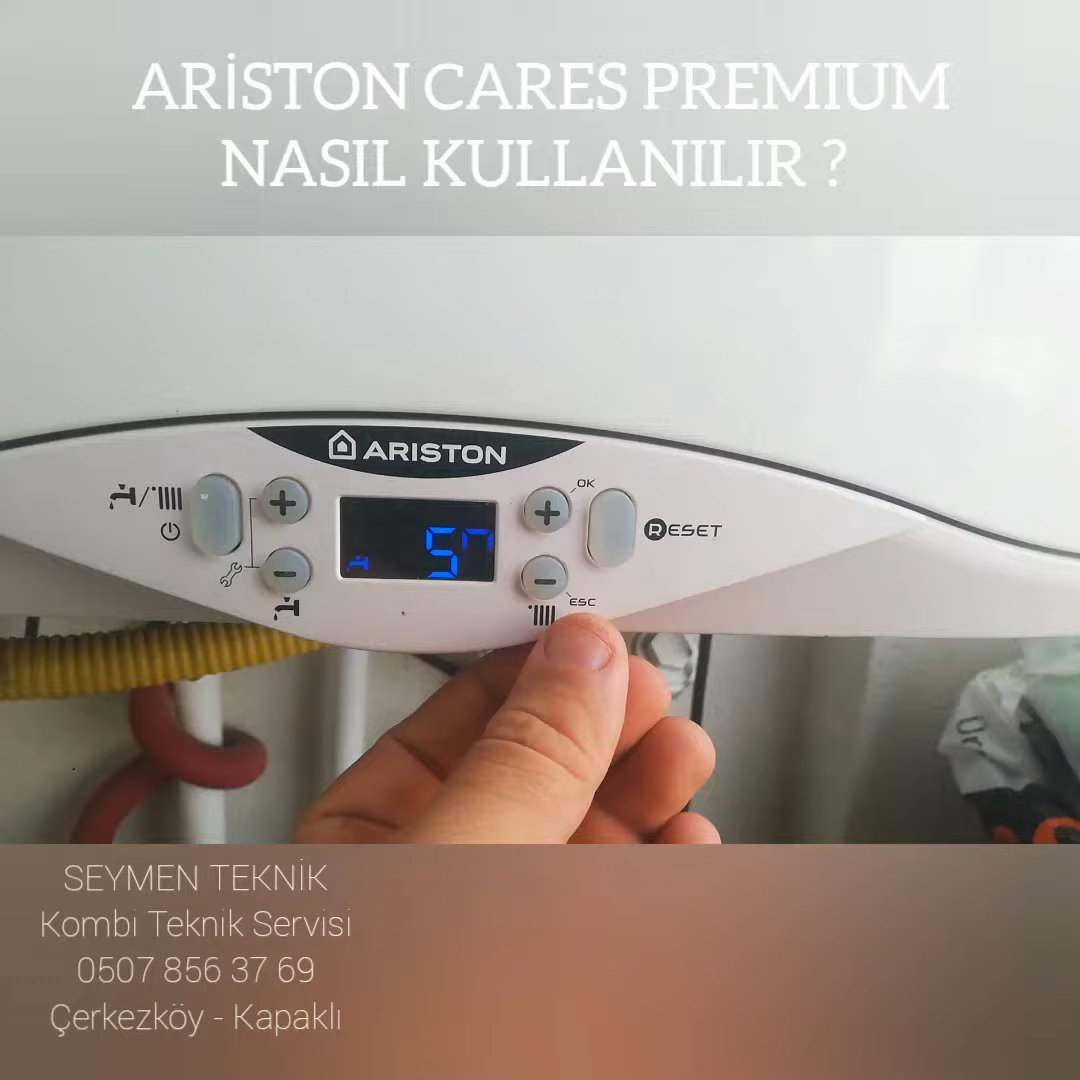 ARİSTON CARES PREMIUM
NASIL KULLANILIR ?
ARISTON
OK
RESET
ESC
SEYMEN TEKNİK
Kombi Teknik Servisi
0507 856 37 69
Çerkezköy - Kapaklı